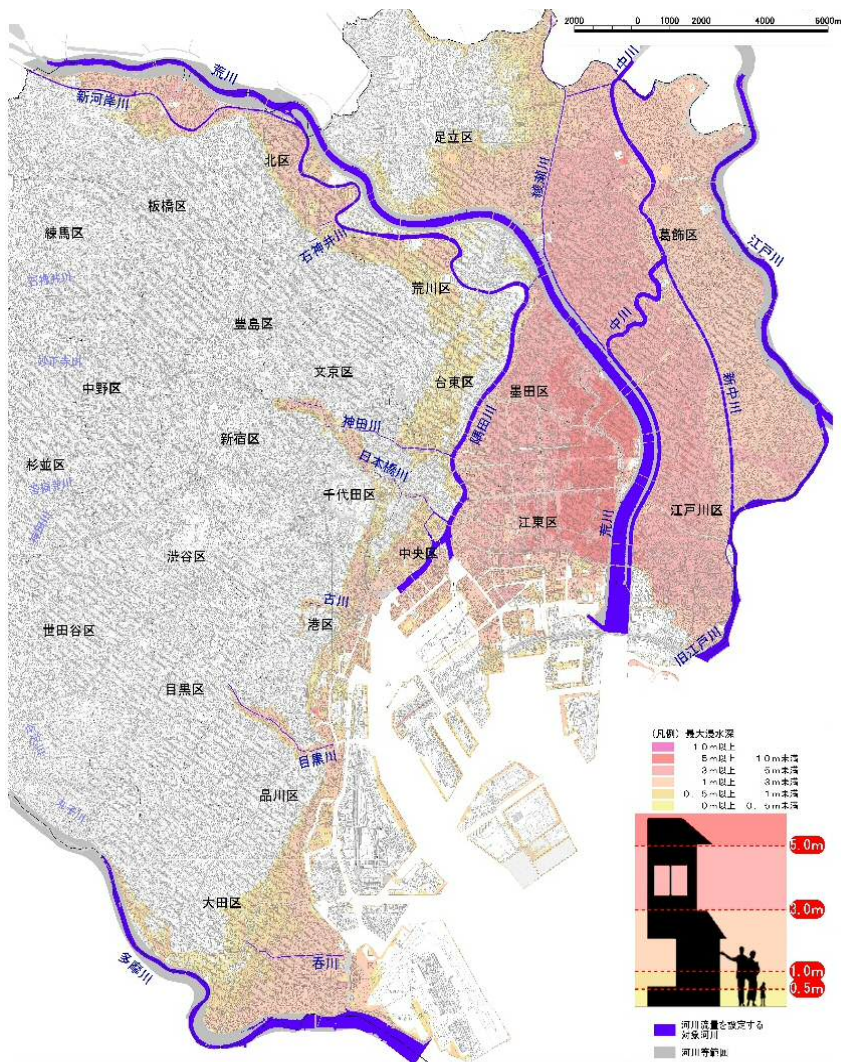 2000 0 1000 2000 4000 6000m
荒川
中川
新河岸川
足立区
北区
綾瀬川
板橋区
葛飾区
練馬区
石神井川
江戸川
石神井川
荒川区
豊島区
中川
文京区
台東区
中野区
墨田区
新中川
隅田川
神田川
新宿区
杉並区
日本橋川
千代田区
江東区
荒川
江戸川区
中央区
渋谷区
古川
港区
世田谷区
旧江戸川
目黒区
目黒川
品川区
大田区
多摩川
呑川
(凡例) 最大浸水深
10m以上
5m以上 10m未満
3m以上 5m未満
1m以上 3m未満
0.5m以上 1m未満
0m以上 0.5m未満
5.0m
3.0m
1.0m
0.5m
河川流量を設定する
対象河川
河川等範囲